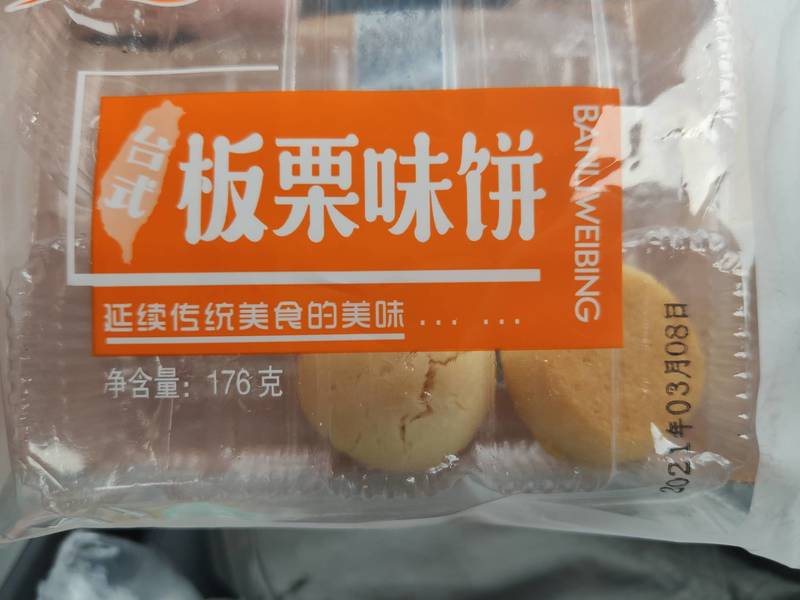 台式
板栗味饼
BANLIWEIBING
延续传统美食的美味... ...
净含量：176克
2021年03月08日